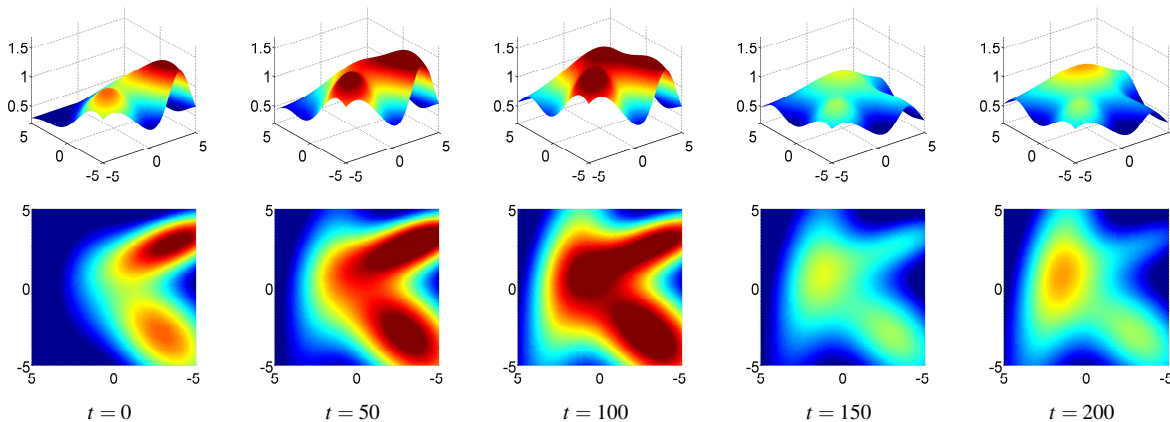 1.5 1.5 1.5 1.5 1.5
1 1 1 1 1
0.5 0.5 0.5 0.5 0.5
5 5 5 5 5 5 5 5 5 5
0 0 0 0 0 0 0 0 0 0
-5 -5 -5 -5 -5 -5 -5 -5 -5 -5
5 5 5 5 5
0 0 0 0 0
-5 -5 -5 -5 -5
5 0 -5 5 0 -5 5 0 -5 5 0 -5 5 0 -5
t = 0 t = 50 t = 100 t = 150 t = 200